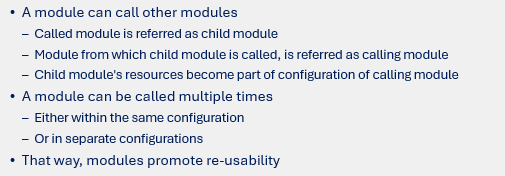 • A module can call other modules
– Called module is referred as child module
– Module from which child module is called, is referred as calling module
– Child module's resources become part of configuration of calling module
• A module can be called multiple times
– Either within the same configuration
– Or in separate configurations
• That way, modules promote re-usability